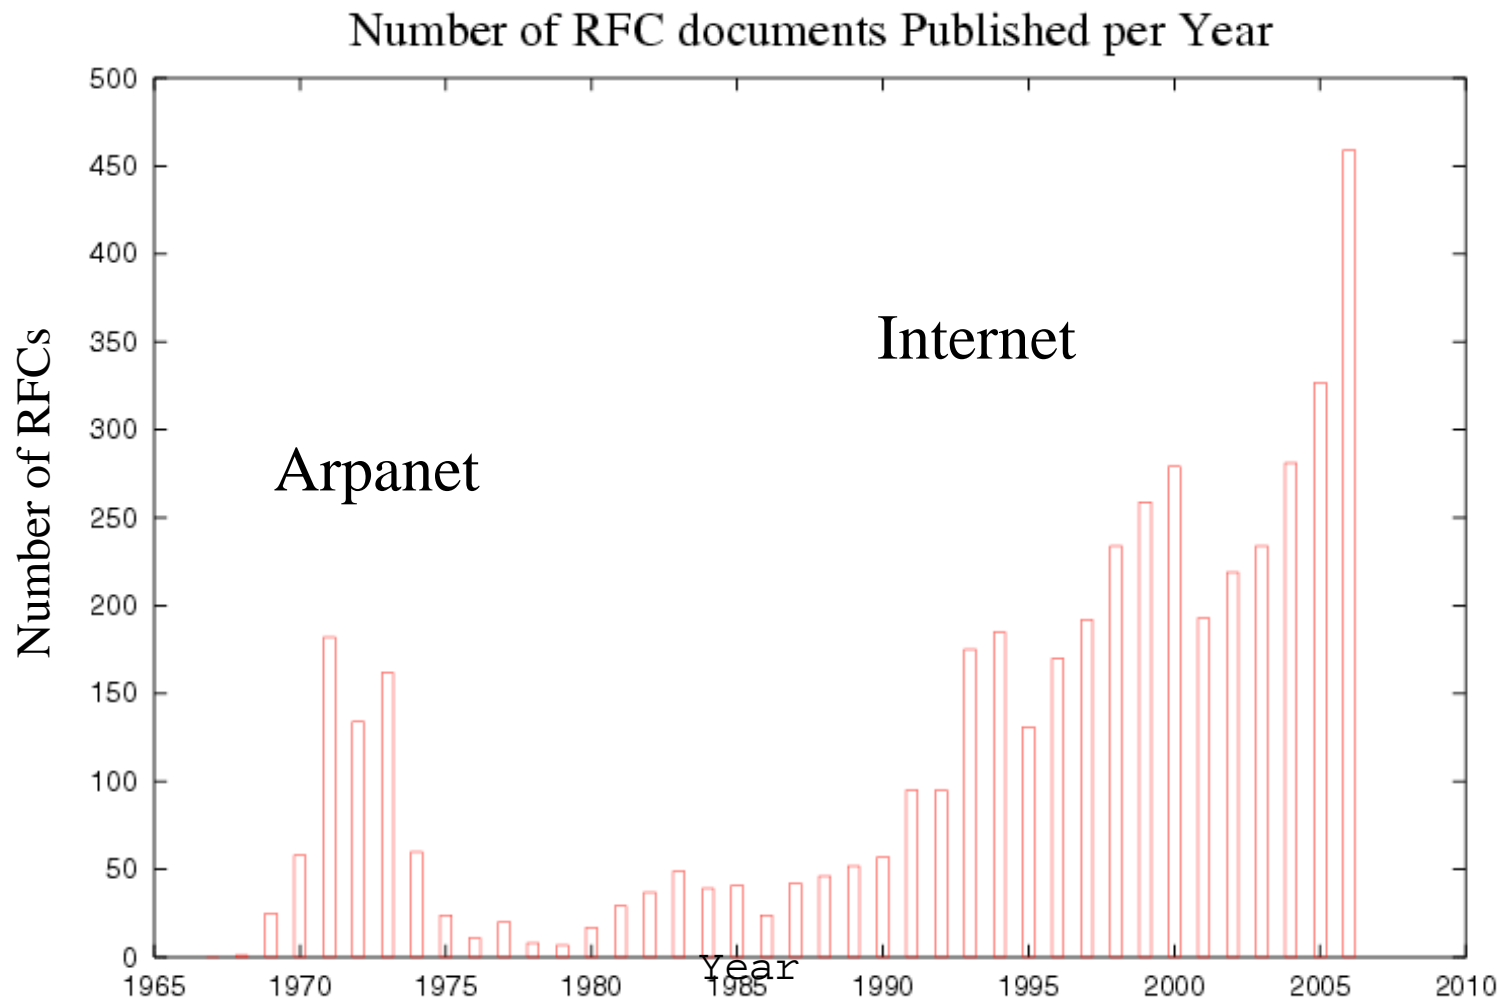 Number of RFC documents Published per Year
500
450
400
350
300
250
200
150
100
50
0
Number of RFCs
Arpanet
Internet
Year
1965 1970 1975 1980 1985 1990 1995 2000 2005 2010